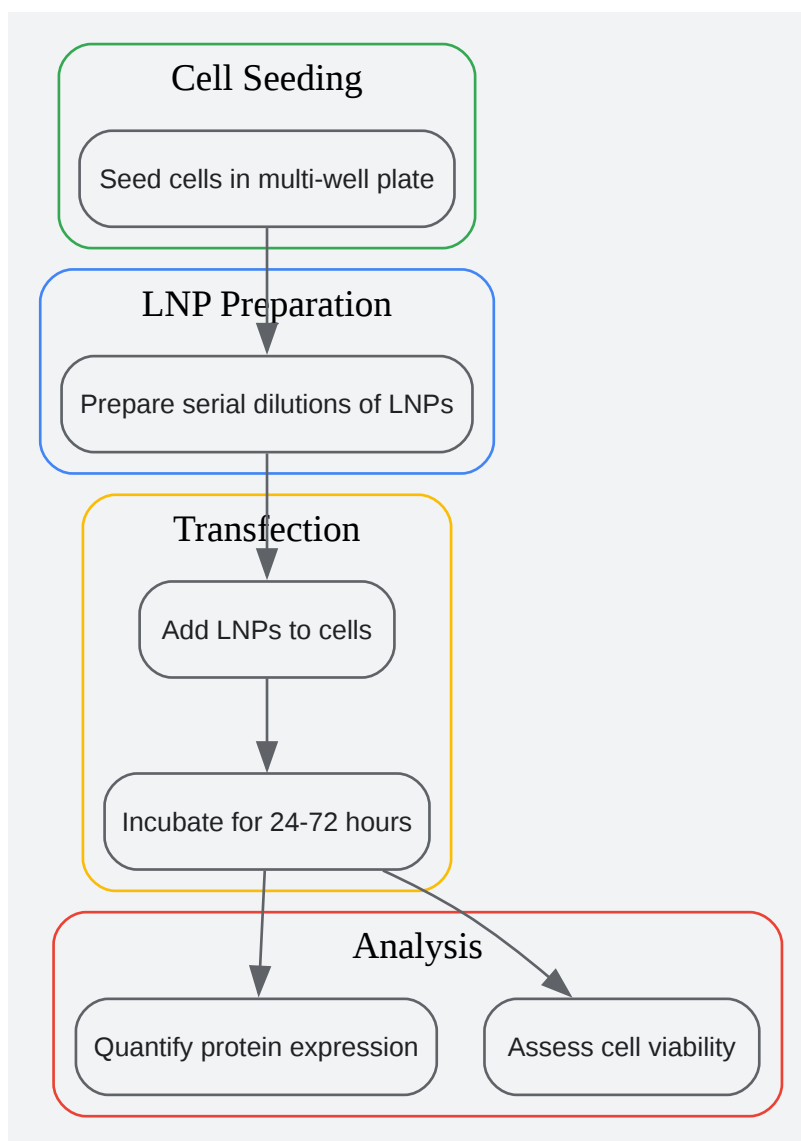 Cell Seeding
Seed cells in multi-well plate
LNP Preparation
Prepare serial dilutions of LNPs
Transfection
Add LNPs to cells
Incubate for 24-72 hours
Analysis
Quantify protein expression
Assess cell viability